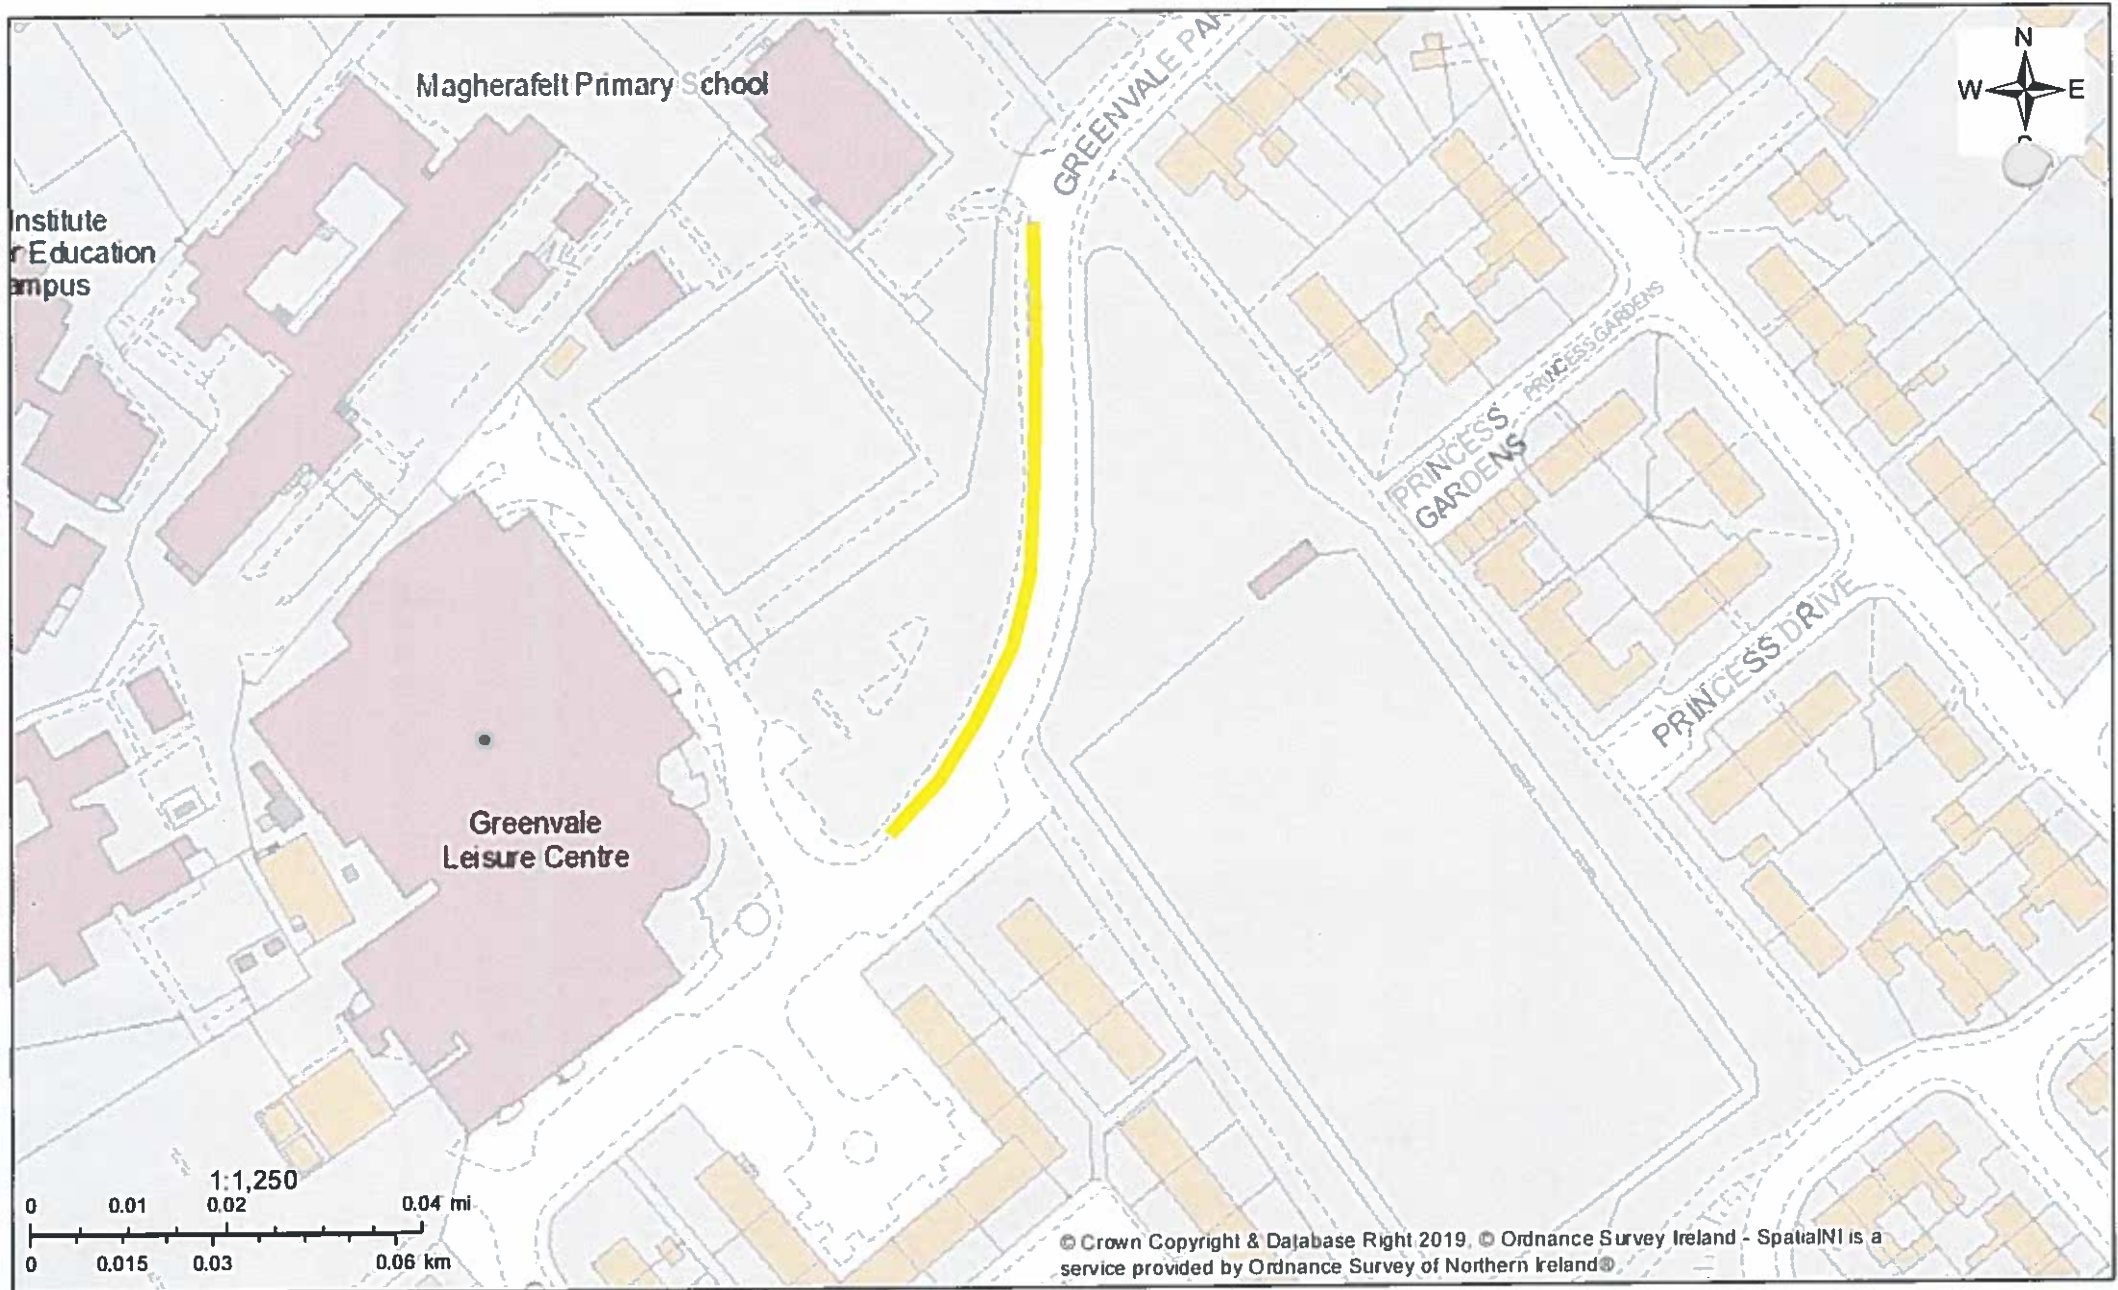 Magherafelt Primary School
GREENVALE PAR
N
W E
Institute
r Education
ampus
PRINCESS GARDENS
PRINCESS
GARDENS
PRINCESS DRIVE
Greenvale
Leisure Centre
1:1,250
0 0.01 0.02 0.04 mi
0 0.015 0.03 0.06 km
© Crown Copyright & Database Right 2019, © Ordnance Survey Ireland - SpatialNI is a
service provided by Ordnance Survey of Northern Ireland®